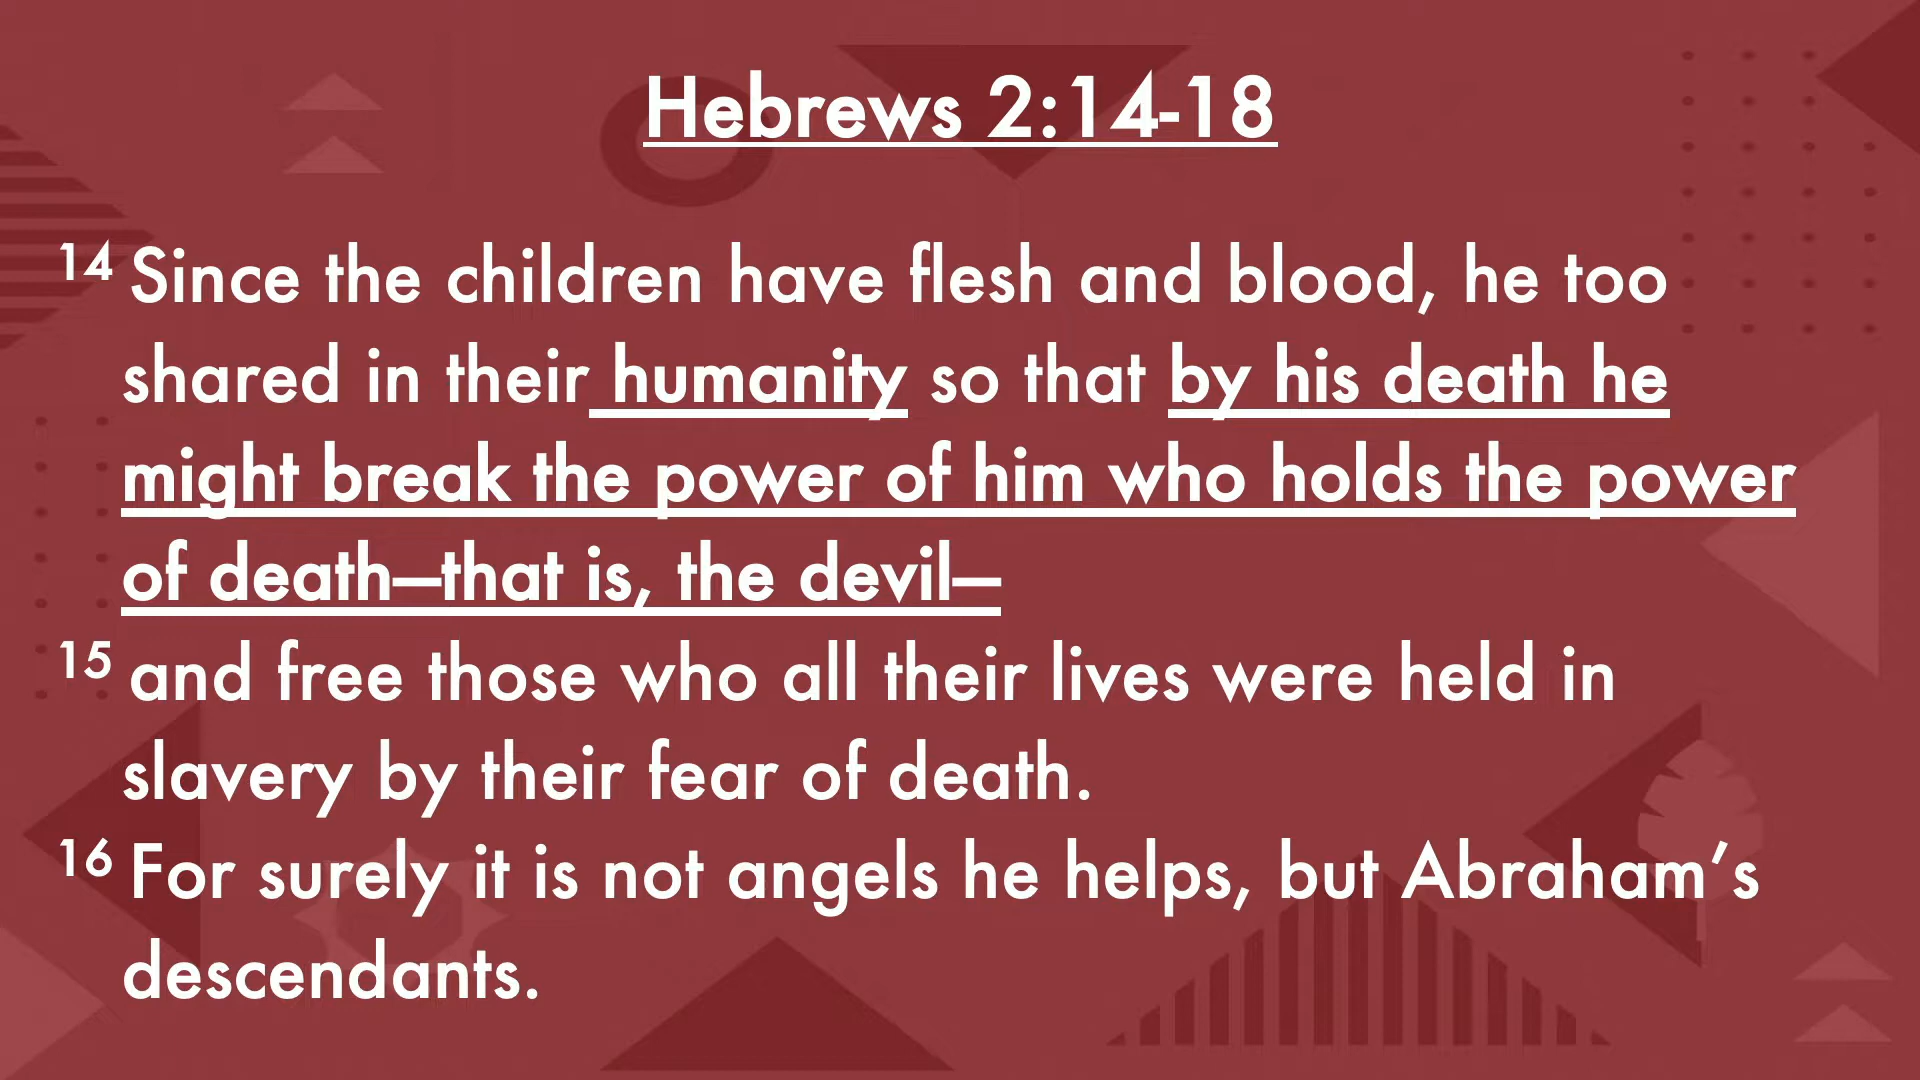 Hebrews 2:14-18
14 Since the children have flesh and blood, he too
shared in their humanity so that by his death he
might break the power of him who holds the power
of death—that is, the devil—
15 and free those who all their lives were held in
slavery by their fear of death.
16 For surely it is not angels he helps, but Abraham’s
descendants.